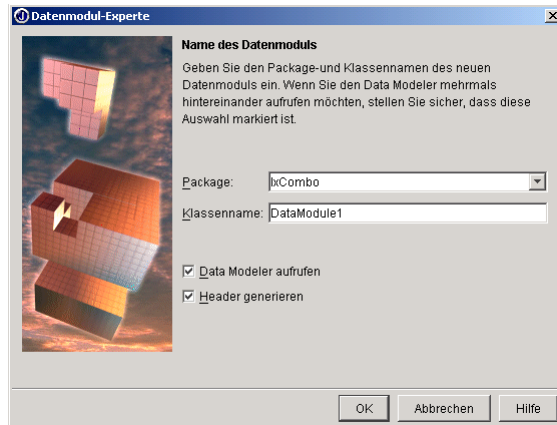 Datenmodul-Experte
Name des Datenmoduls
Geben Sie den Package-und Klassennamen des neuen
Datenmoduls ein. Wenn Sie den Data Modeler mehrmals
hintereinander aufrufen möchten, stellen Sie sicher, dass diese
Auswahl markiert ist.
Package: lxCombo
Klassenname: DataModule1
Data Modeler aufrufen
Header generieren
OK Abbrechen Hilfe